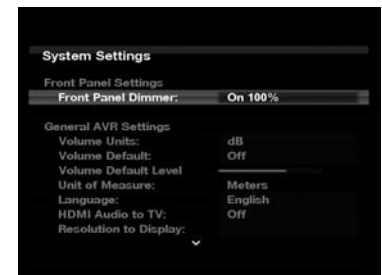 System Settings
Front Panel Settings
Front Panel Dimmer: On 100%
General AVR Settings
Volume Units: dB
Volume Default: Off
Volume Default Level
Unit of Measure: Meters
Language: English
HDMI Audio to TV: Off
Resolution to Display: